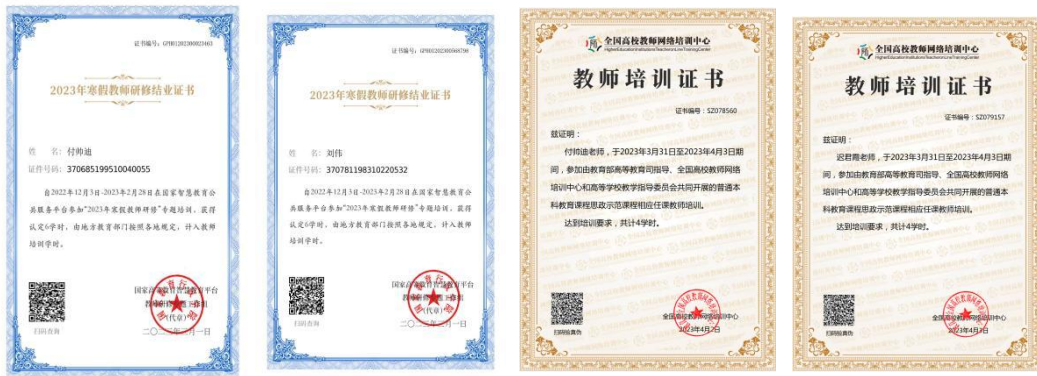 证书编号: GPHO1202300023463
2023年寒假教师研修结业证书
姓 名: 付帅迪
证件号码: 370685199510040055
自2022年12月3日-2023年2月28日在国家智慧教育公
共服务平台参加“2023年寒假教师研修”专题培训, 获得
认定6学时, 由地方教育部门按照各地规定, 计入教师
培训学时。
扫码查询
(代章)
2023年寒假教师研修结业证书
姓 名: 刘伟
证件号码: 370781198310220532
自2022年12月3日-2023年2月28日在国家智慧教育公
共服务平台参加“2023年寒假教师研修”专题培训, 获得
认定6学时, 由地方教育部门按照各地规定, 计入教师
培训学时。
扫码查询
(代章)
全国高校教师网络培训中心
教师培训证书
证书编号:SZ078560
兹证明:
付帅迪老师,于2023年3月31日至2023年4月3日期
间,参加由教育部高等教育司指导、全国高校教师网络
培训中心和高等学校教学指导委员会共同开展的普通本
科教育课程思政示范课程相应任课教师培训。
达到培训要求,共计4学时。
全国高校教师网络培训中心
扫码验真伪
全国高校教师网络培训中心
教师培训证书
证书编号:SZ079157
兹证明:
迟君霞老师,于2023年3月31日至2023年4月3日期
间,参加由教育部高等教育司指导、全国高校教师网络
培训中心和高等学校教学指导委员会共同开展的普通本
科教育课程思政示范课程相应任课教师培训。
达到培训要求,共计4学时。
全国高校教师网络培训中心
扫码验真伪